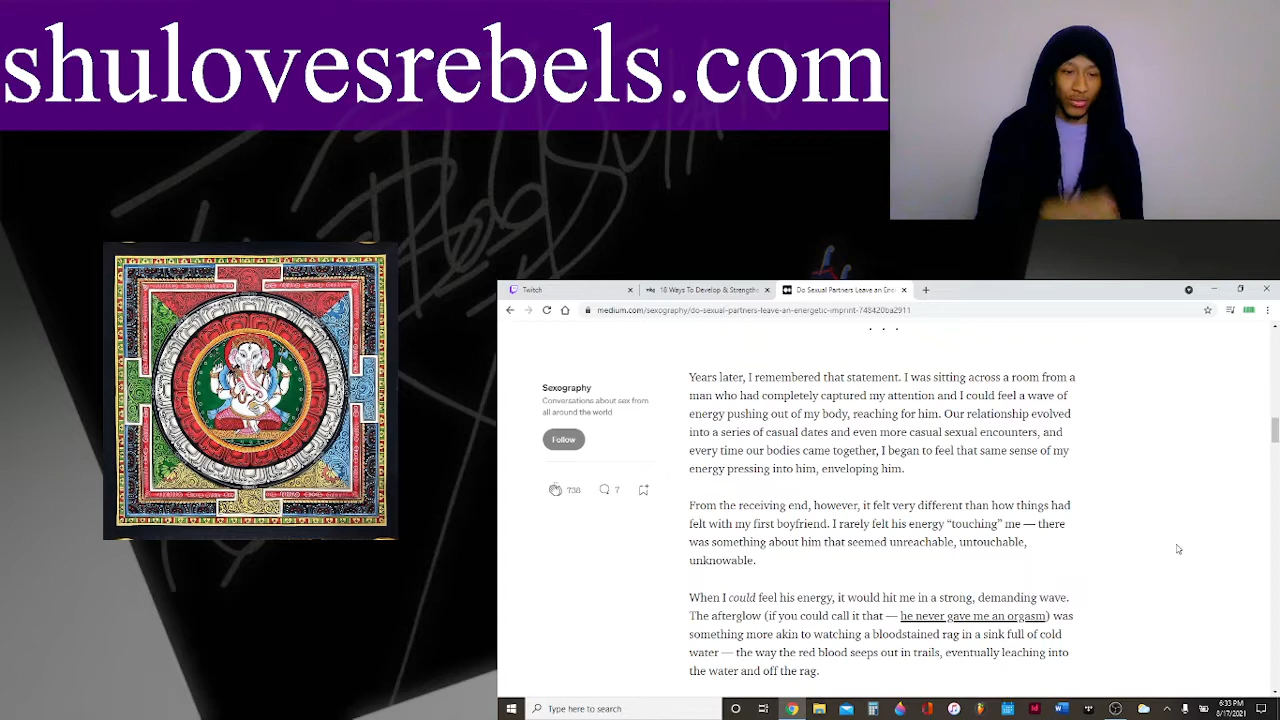 shulovesrebels.com
Twitch
10 Ways To Develop & Strengthe
Do Sexual Partners Leave an Ene
medium.com/sexography/do-sexual-partners-leave-an-energetic-imprint-748420ba2911
Sexography
Conversations about sex from
all around the world
Follow
738
7
Years later, I remembered that statement. I was sitting across a room from a
man who had completely captured my attention and I could feel a wave of
energy pushing out of my body, reaching for him. Our relationship evolved
into a series of casual dates and even more casual sexual encounters, and
every time our bodies came together, I began to feel that same sense of my
energy pressing into him, enveloping him.
From the receiving end, however, it felt very different than how things had
felt with my first boyfriend. I rarely felt his energy “touching” me — there
was something about him that seemed unreachable, untouchable,
unknowable.
When I could feel his energy, it would hit me in a strong, demanding wave.
The afterglow (if you could call it that — he never gave me an orgasm) was
something more akin to watching a bloodstained rag in a sink full of cold
water — the way the red blood seeps out in trails, eventually leaching into
the water and off the rag.
Type here to search
6:33 PM
8/17/2021